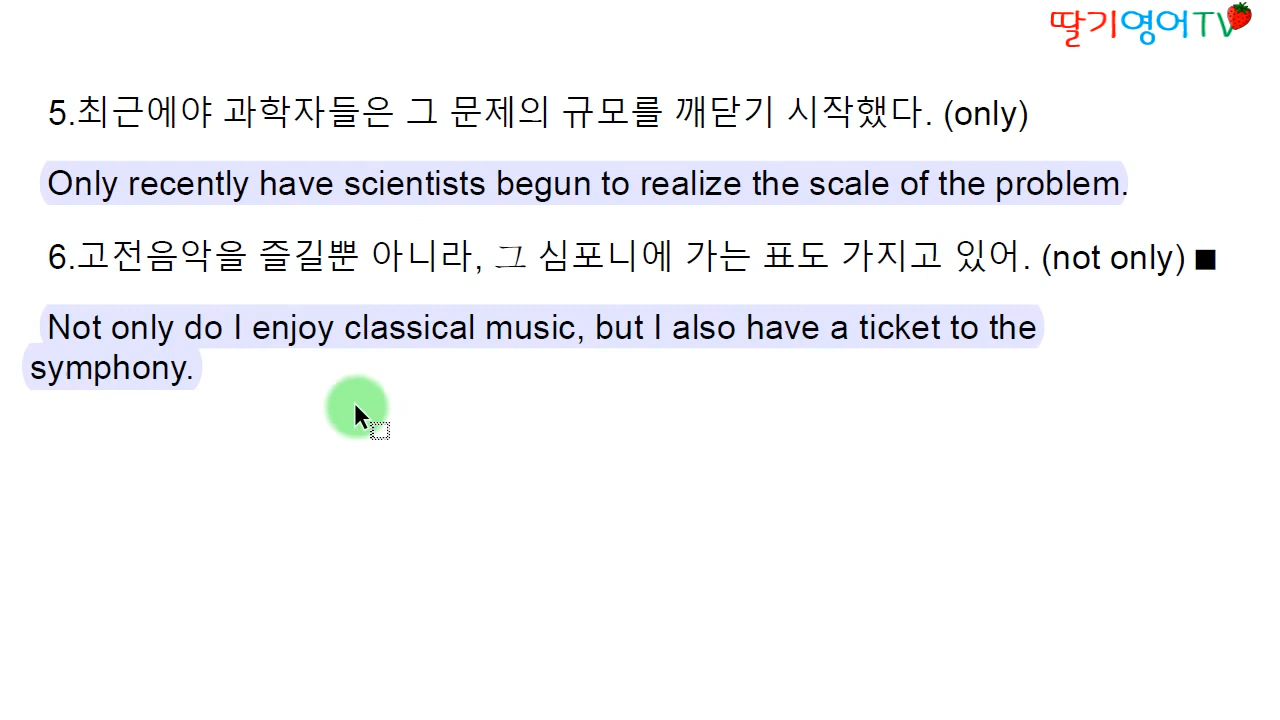 딸기영어TV
5.최근에야 과학자들은 그 문제의 규모를 깨닫기 시작했다. (only)
Only recently have scientists begun to realize the scale of the problem.
6.고전음악을 즐길뿐 아니라, 그 심포니에 가는 표도 가지고 있어. (not only) ■
Not only do I enjoy classical music, but I also have a ticket to the
symphony.